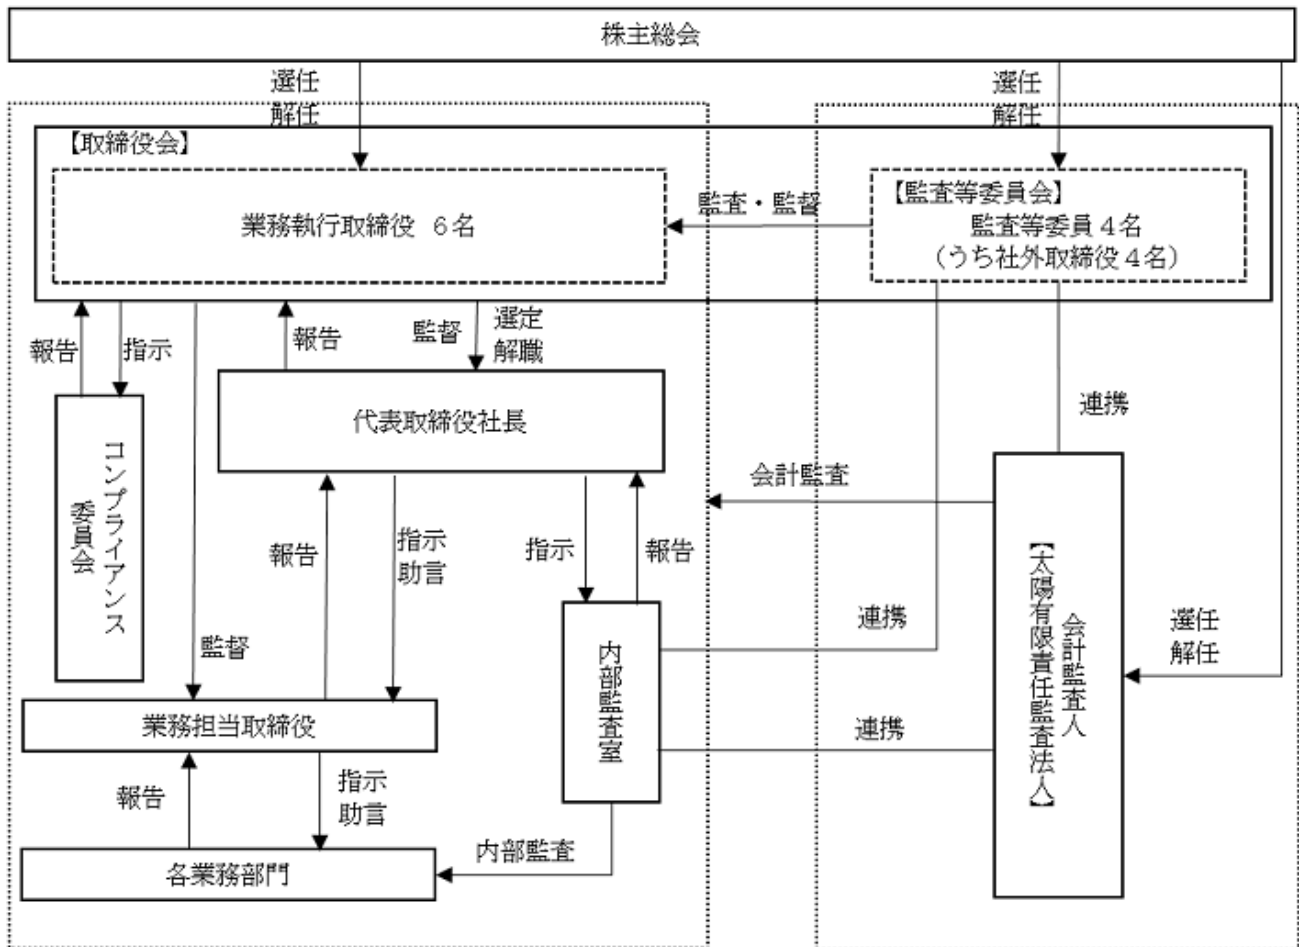 株主総会
選任
解任
選任
解任
【取締役会】
業務執行取締役 6名
監査・監督
【監査等委員会】
監査等委員4名
(うち社外取締役4名)
報告
指示
報告
監督
選定
解職
代表取締役社長
連携
コンプライアンス
委員会
会計監査
報告
指示
助言
指示
報告
監督
内部監査室
連携
連携
会計監査人
【太陽有限責任監査法人】
選任
解任
業務担当取締役
報告
指示
助言
内部監査
各業務部門